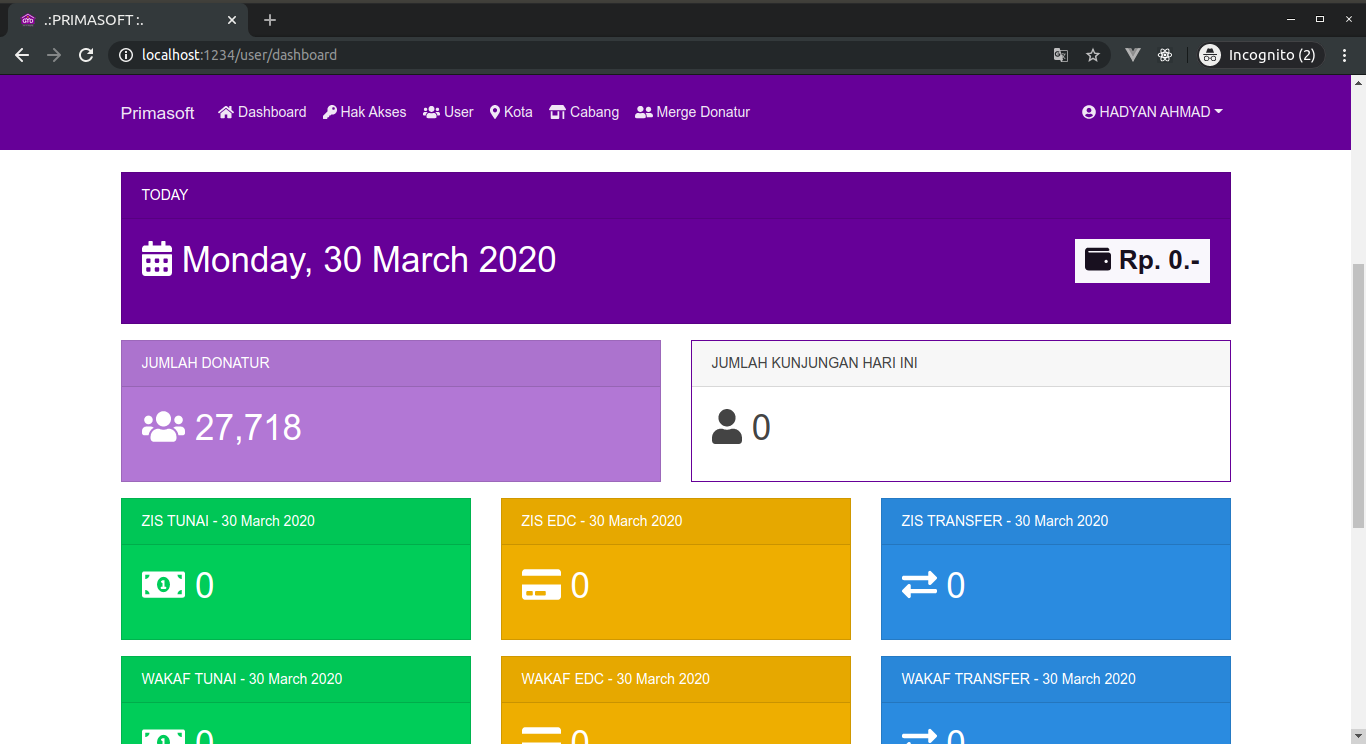 .:PRIMASOFT :.
localhost:1234/user/dashboard
Incognito (2)
Primasoft Dashboard Hak Akses User Kota Cabang Merge Donatur HADYAN AHMAD
TODAY
Monday, 30 March 2020
Rp. 0.-
JUMLAH DONATUR
27,718
JUMLAH KUNJUNGAN HARI INI
0
ZIS TUNAI - 30 March 2020
0
ZIS EDC - 30 March 2020
0
ZIS TRANSFER - 30 March 2020
0
WAKAF TUNAI - 30 March 2020
0
WAKAF EDC - 30 March 2020
0
WAKAF TRANSFER - 30 March 2020
0